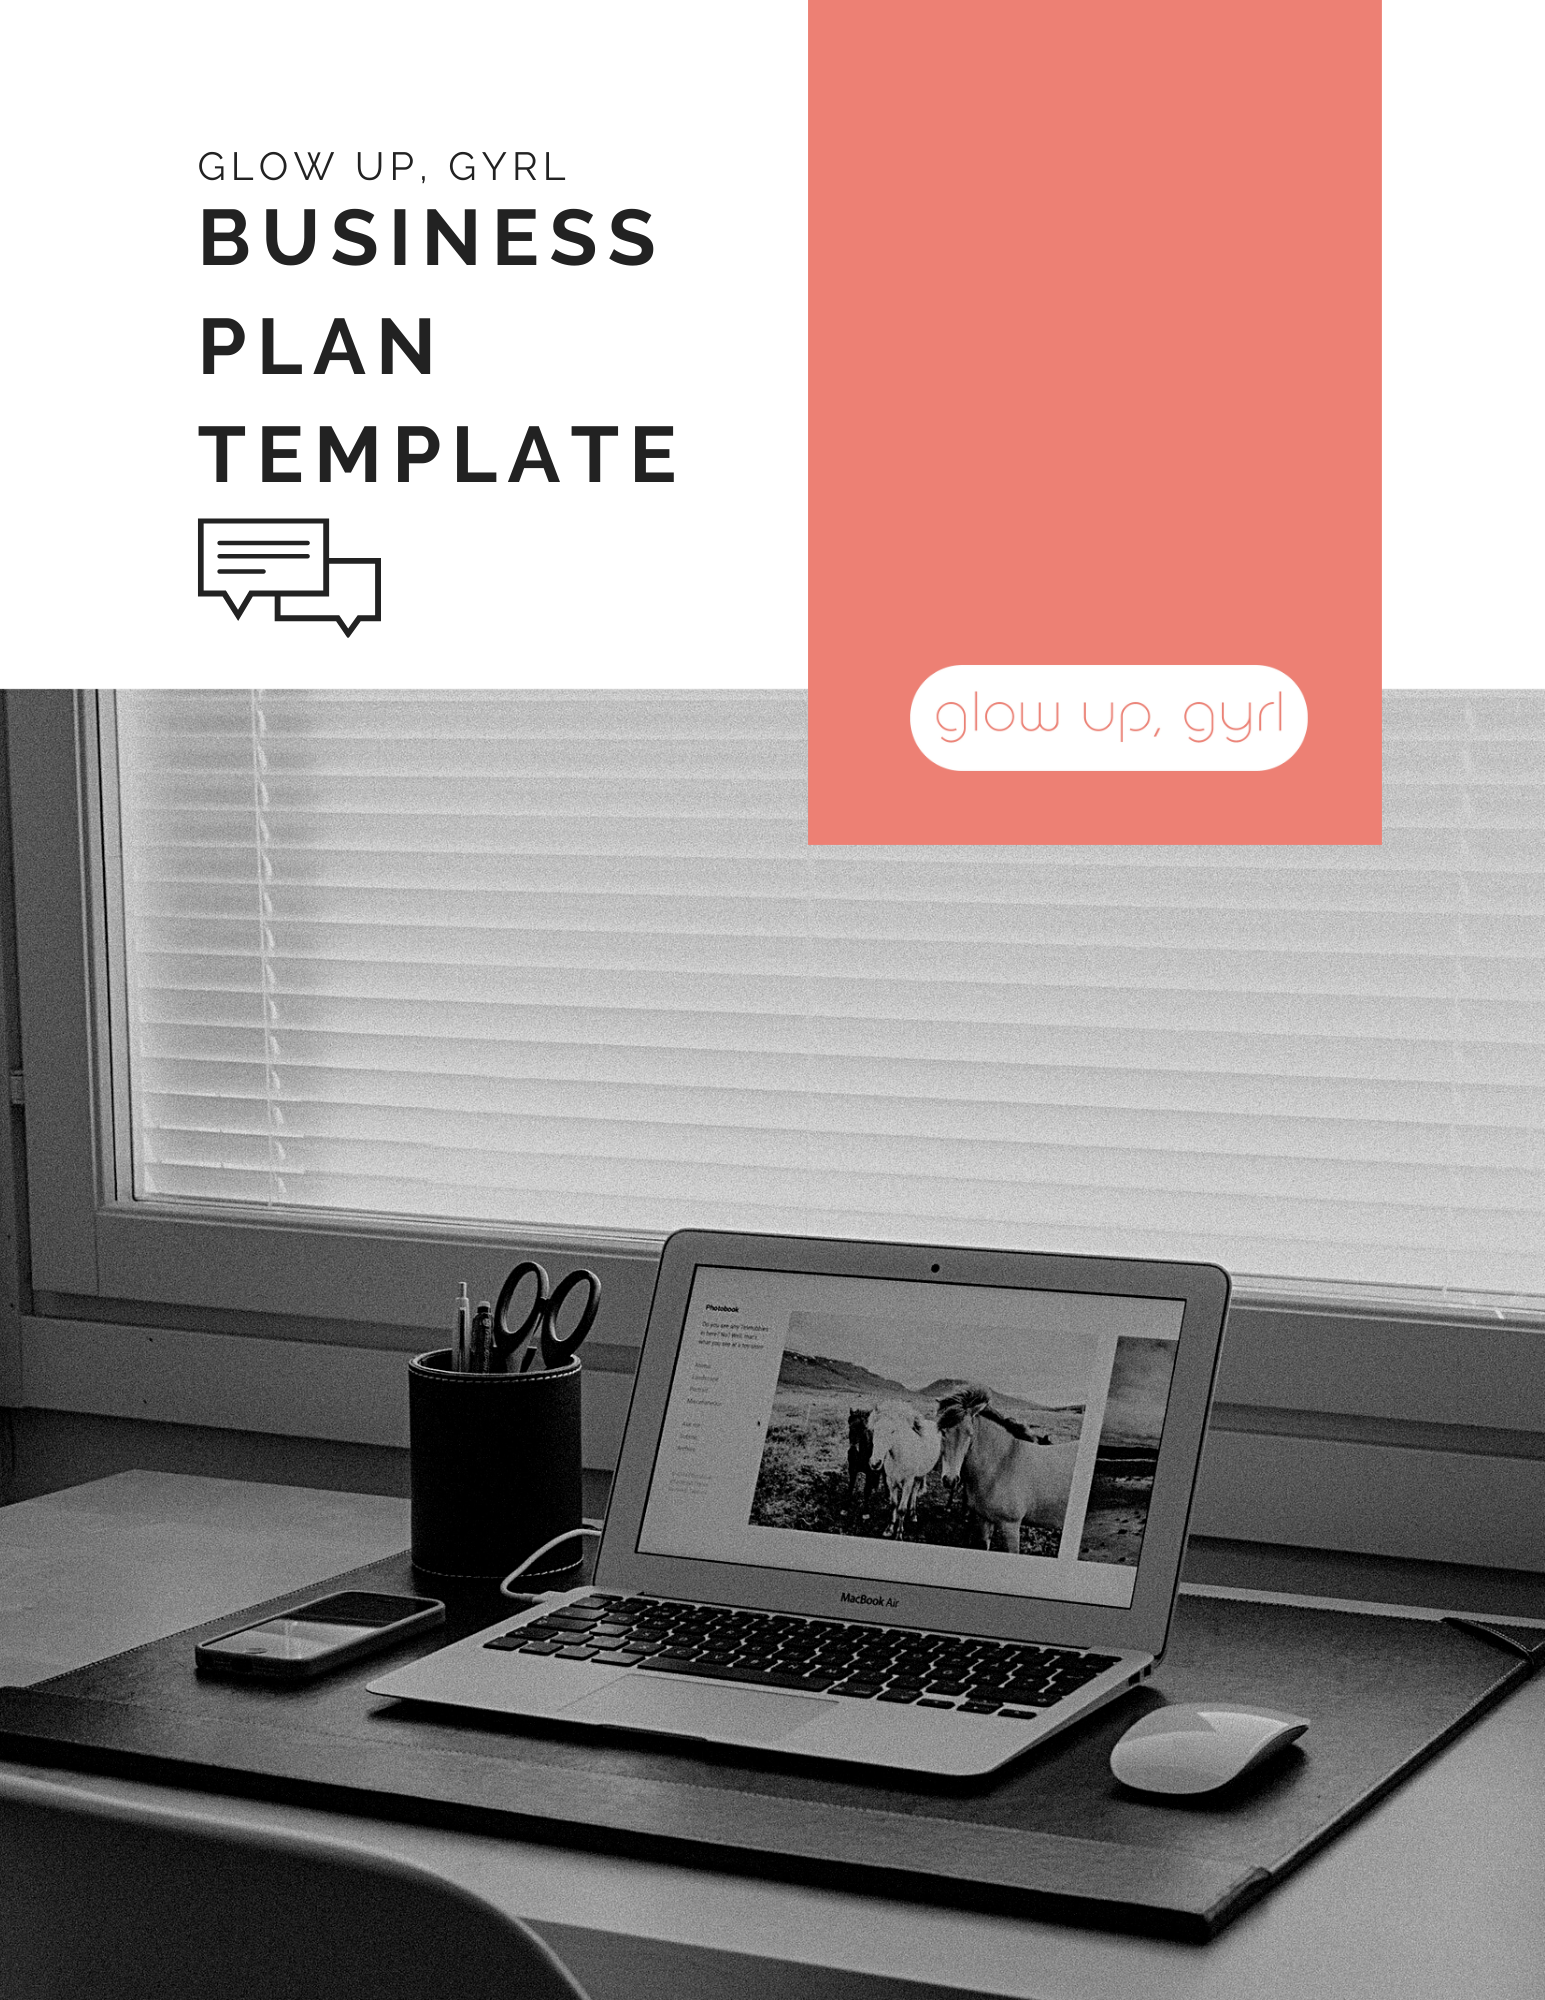 GLOW UP, GYRL
BUSINESS
PLAN
TEMPLATE
glow up, gyrl
Photobook
MacBook Air